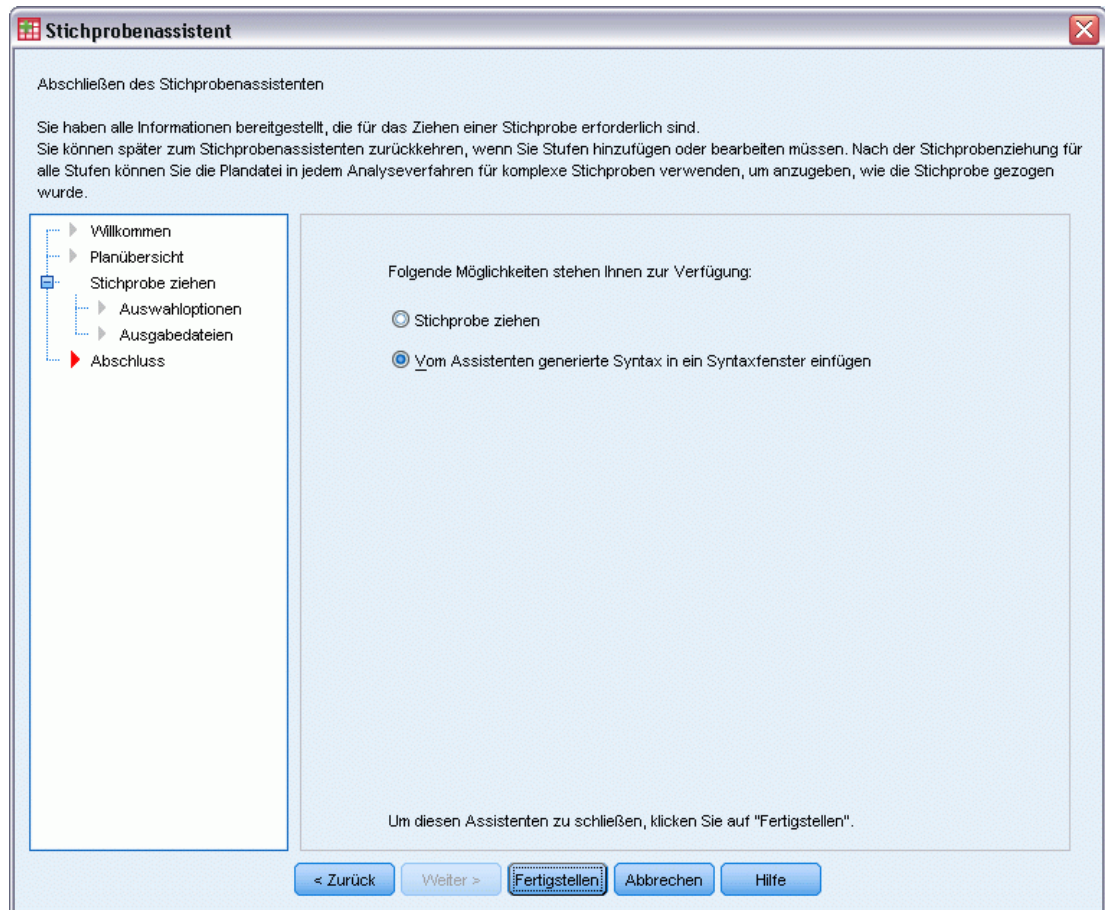 Stichprobenassistent
Abschließen des Stichprobenassistenten
Sie haben alle Informationen bereitgestellt, die für das Ziehen einer Stichprobe erforderlich sind.
Sie können später zum Stichprobenassistenten zurückkehren, wenn Sie Stufen hinzufügen oder bearbeiten müssen. Nach der Stichprobenziehung für
alle Stufen können Sie die Plandatei in jedem Analyseverfahren für komplexe Stichproben verwenden, um anzugeben, wie die Stichprobe gezogen
wurde.
Willkommen
Planübersicht
Stichprobe ziehen
Auswahloptionen
Ausgabedateien
Abschluss
Folgende Möglichkeiten stehen Ihnen zur Verfügung:
Stichprobe ziehen
Vom Assistenten generierte Syntax in ein Syntaxfenster einfügen
Um diesen Assistenten zu schließen, klicken Sie auf "Fertigstellen".
< Zurück
Weiter >
Fertigstellen
Abbrechen
Hilfe